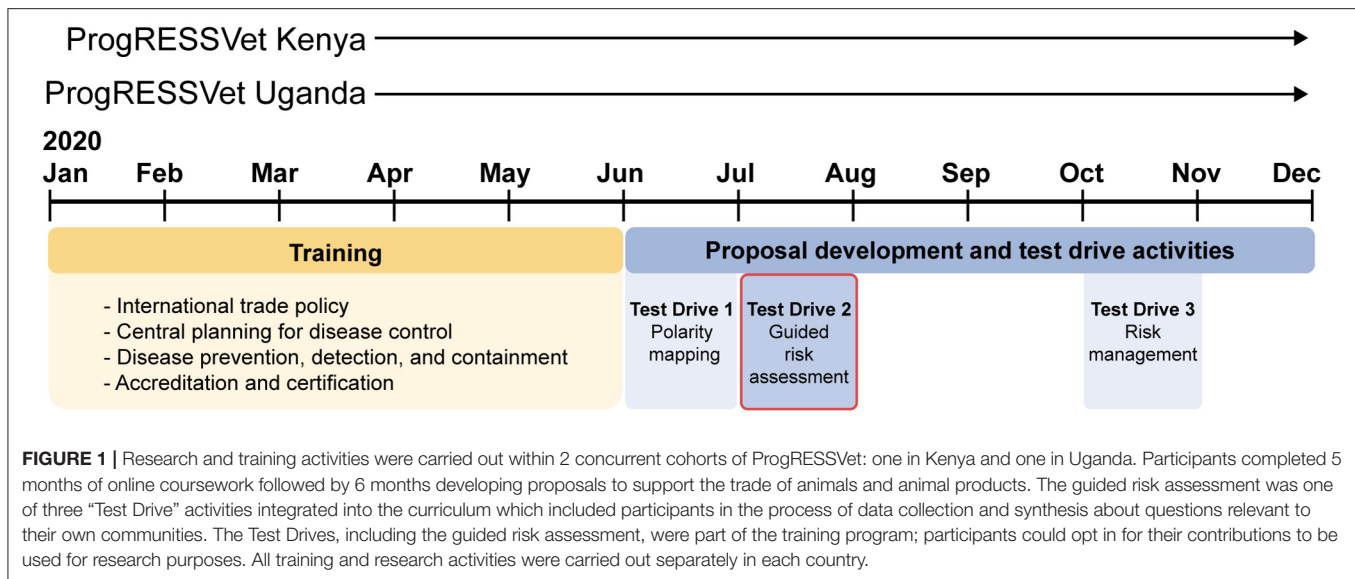 ProgRESSVet Kenya
ProgRESSVet Uganda
2020
Jan Feb Mar Apr May Jun Jul Aug Sep Oct Nov Dec
Training
Proposal development and test drive activities
- International trade policy
- Central planning for disease control
- Disease prevention, detection, and containment
- Accreditation and certification
Test Drive 1
Polarity
mapping
Test Drive 2
Guided
risk
assessment
Test Drive 3
Risk
management
FIGURE 1 | Research and training activities were carried out within 2 concurrent cohorts of ProgRESSVet: one in Kenya and one in Uganda. Participants completed 5
months of online coursework followed by 6 months developing proposals to support the trade of animals and animal products. The guided risk assessment was one
of three “Test Drive” activities integrated into the curriculum which included participants in the process of data collection and synthesis about questions relevant to
their own communities. The Test Drives, including the guided risk assessment, were part of the training program; participants could opt in for their contributions to be
used for research purposes. All training and research activities were carried out separately in each country.